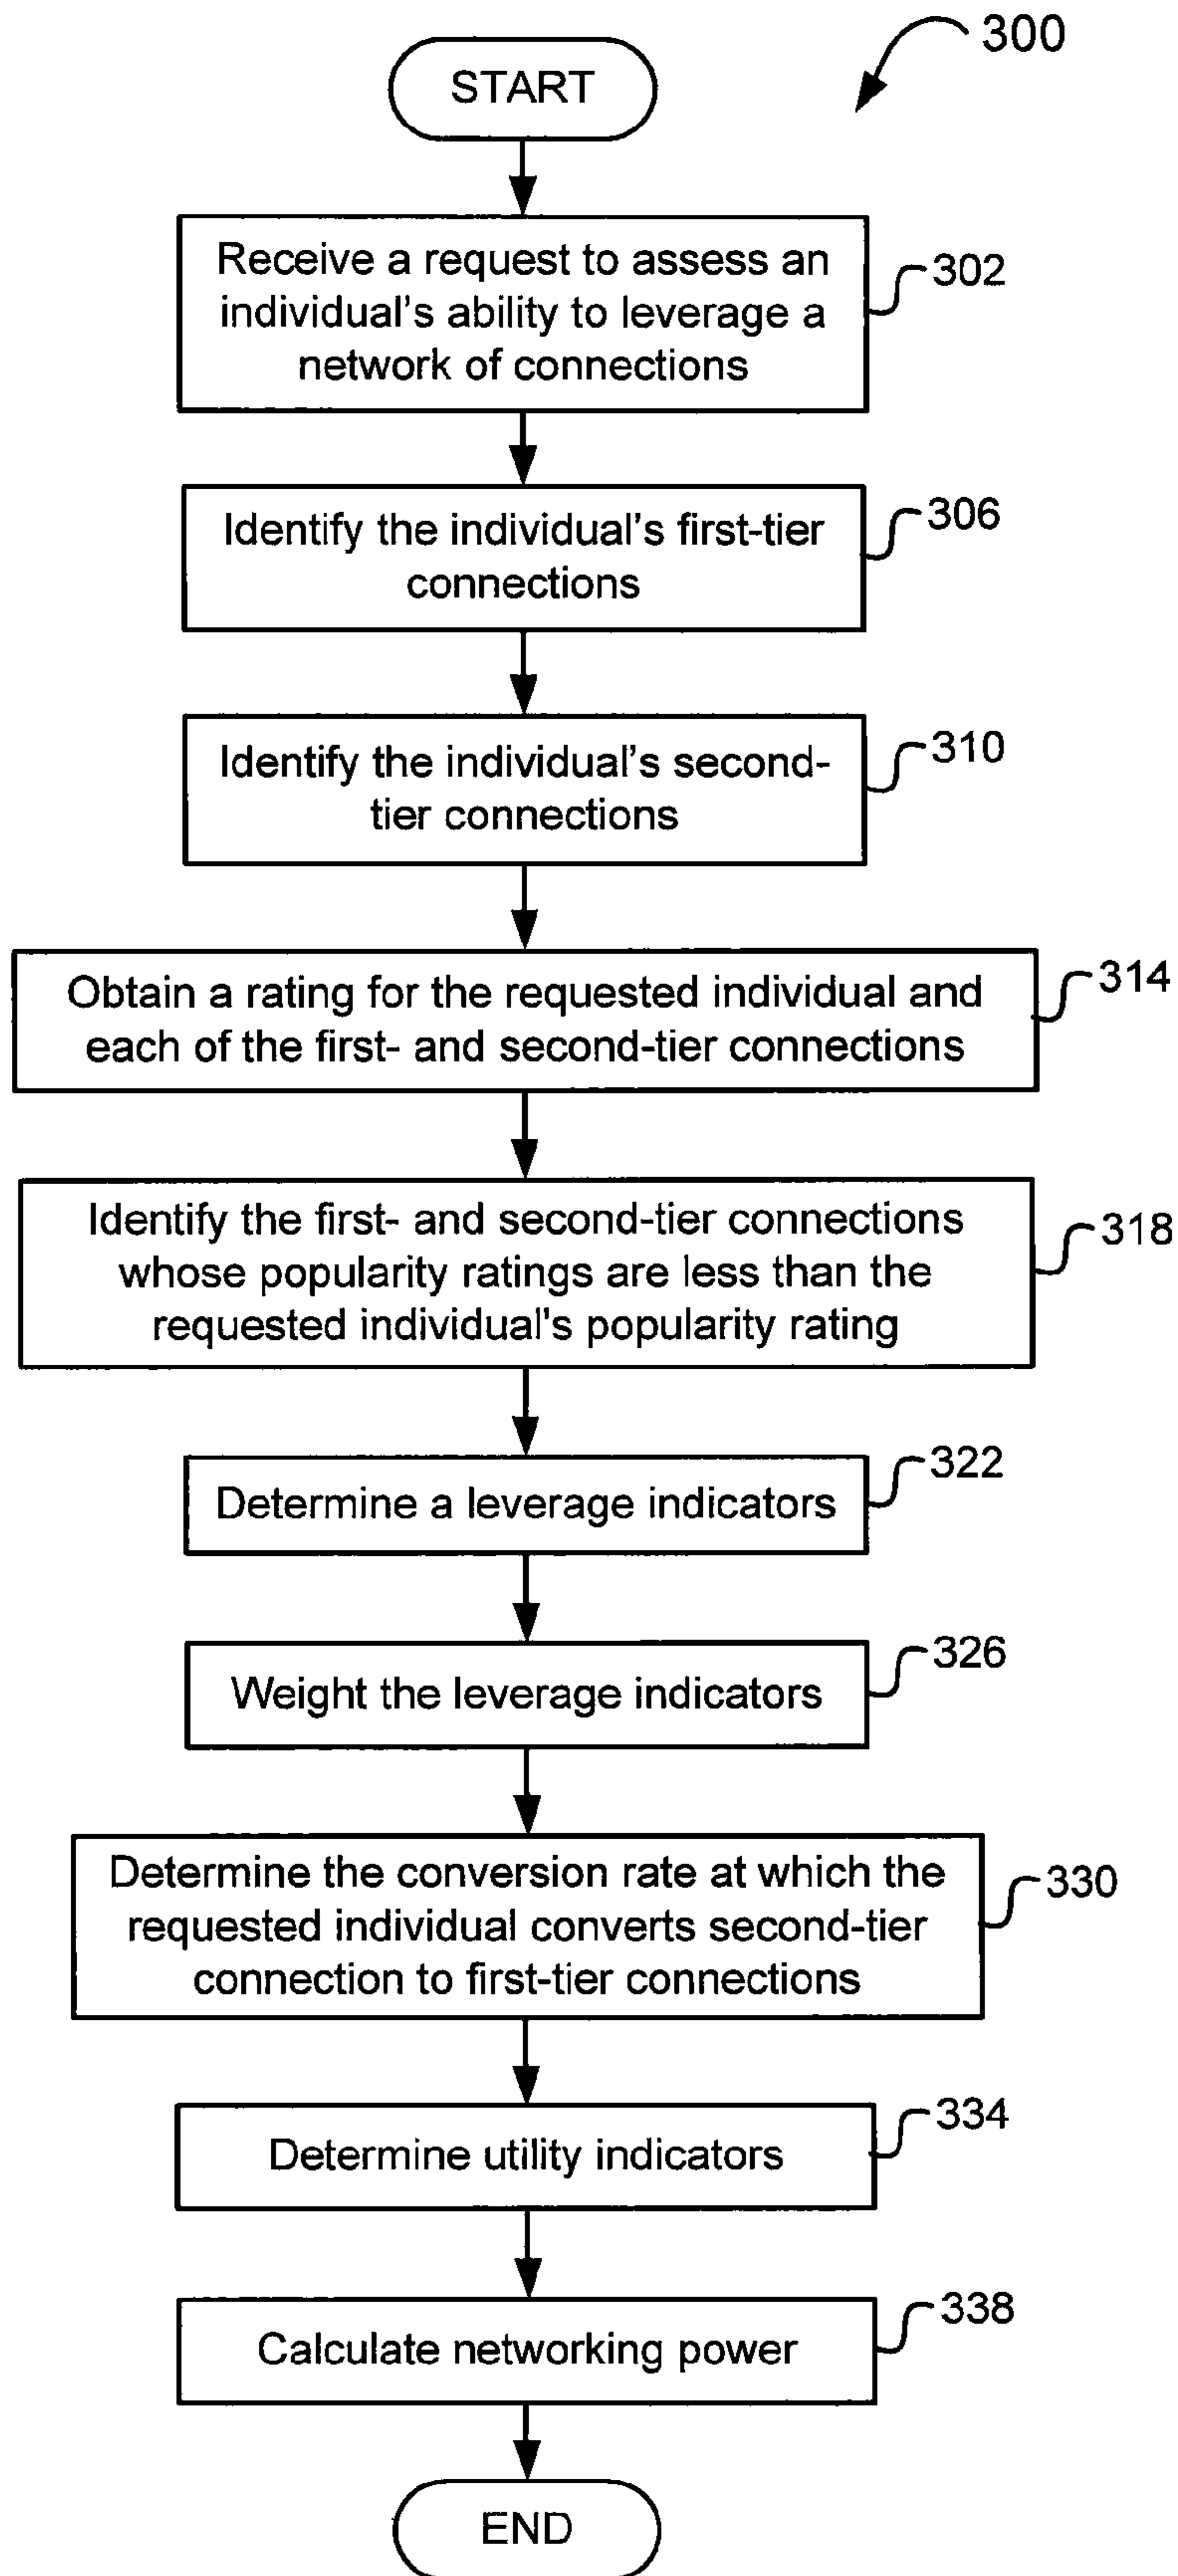 300
START
Receive a request to assess an
individual's ability to leverage a
network of connections
302
Identify the individual's first-tier
connections
306
Identify the individual's second-
tier connections
310
Obtain a rating for the requested individual and
each of the first- and second-tier connections
314
Identify the first- and second-tier connections
whose popularity ratings are less than the
requested individual's popularity rating
318
Determine a leverage indicators
322
Weight the leverage indicators
326
Determine the conversion rate at which the
requested individual converts second-tier
connection to first-tier connections
330
Determine utility indicators
334
Calculate networking power
338
END